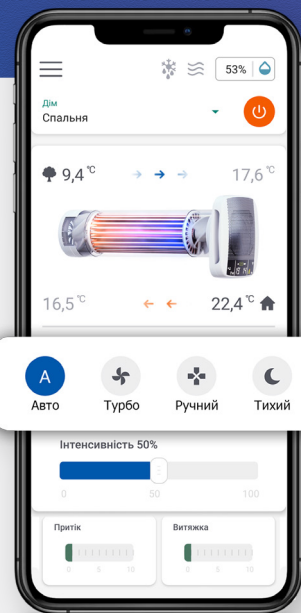 53%
Дім
Спальня
9,4 °C
17,6 °C
16,5 °C
22,4 °C
A
Авто
Турбо
Ручний
Тихий
Інтенсивність 50%
0 50 100
Притік
Витяжка
0 5 10
0 5 10